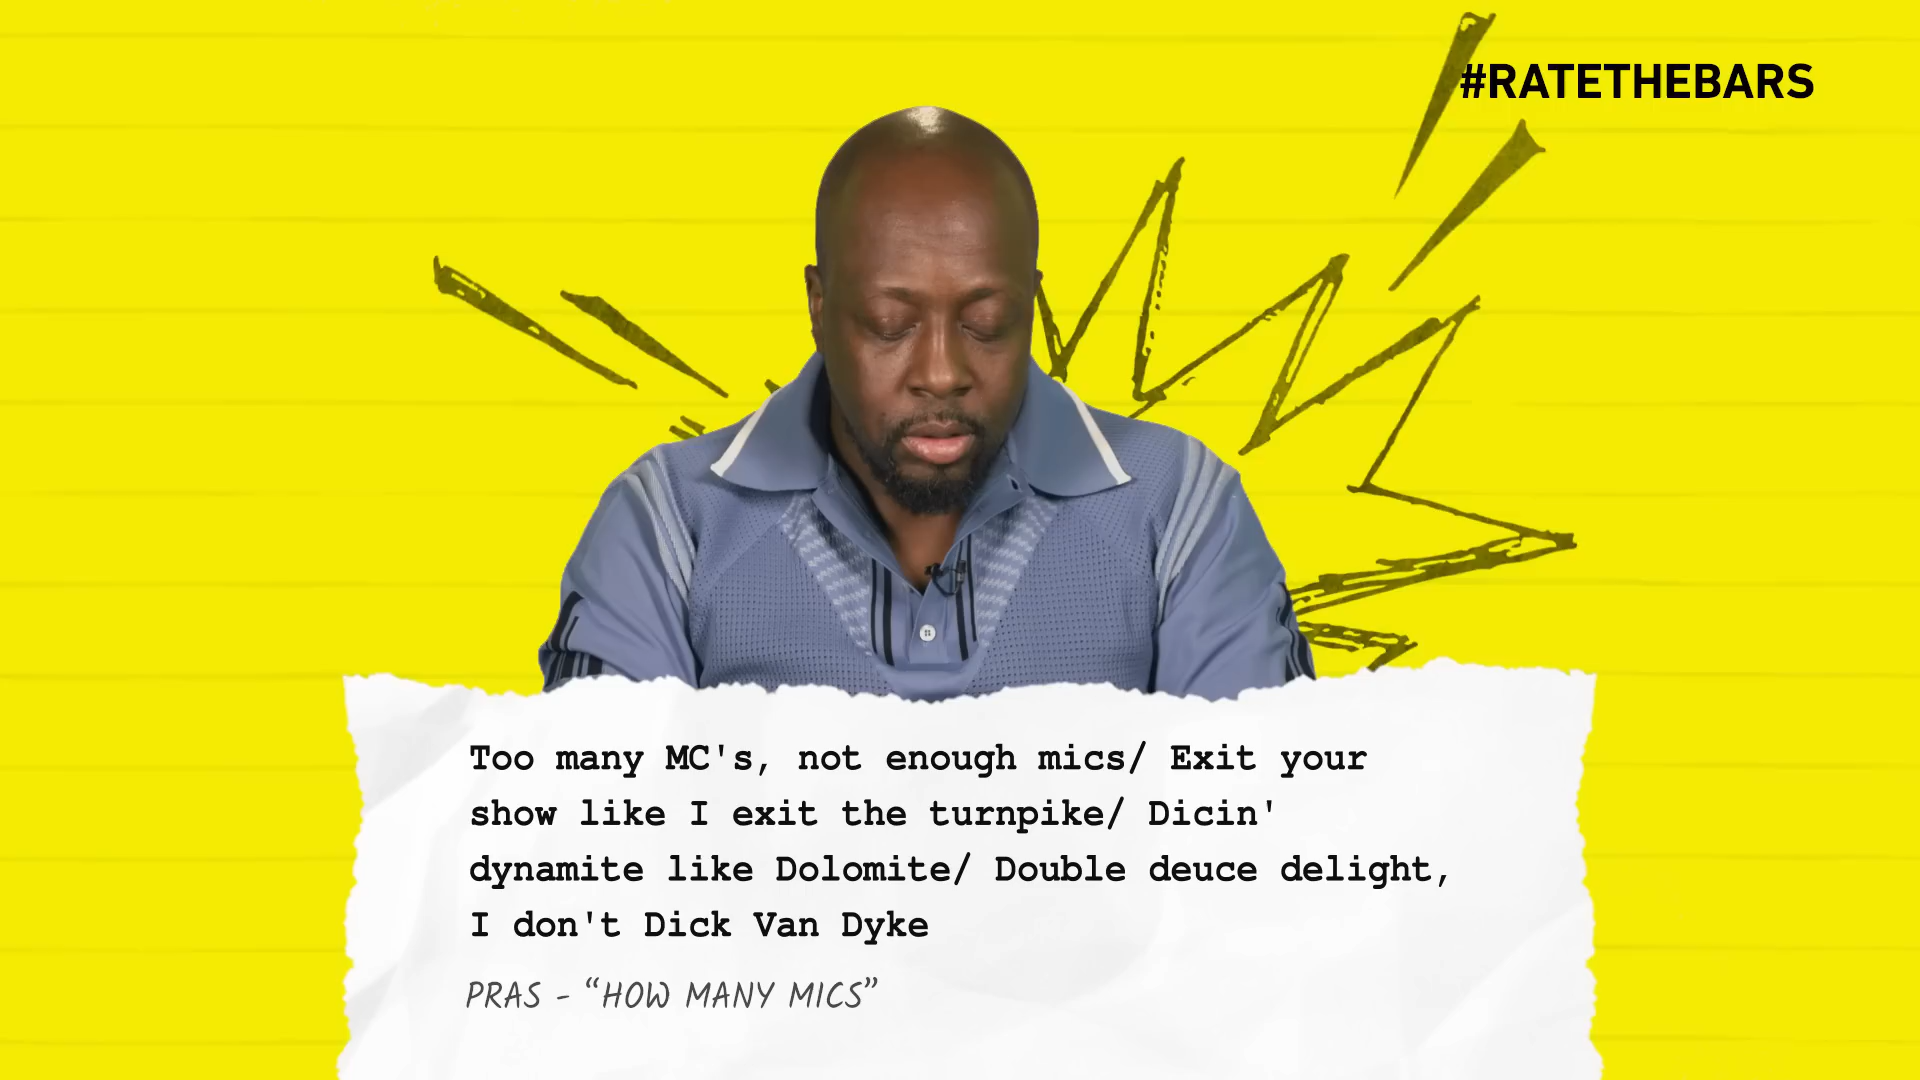 #RATETHEBARS
Too many MC's, not enough mics/ Exit your
show like I exit the turnpike/ Dicin'
dynamite like Dolomite/ Double deuce delight,
I don't Dick Van Dyke
PRAS - “HOW MANY MICS”